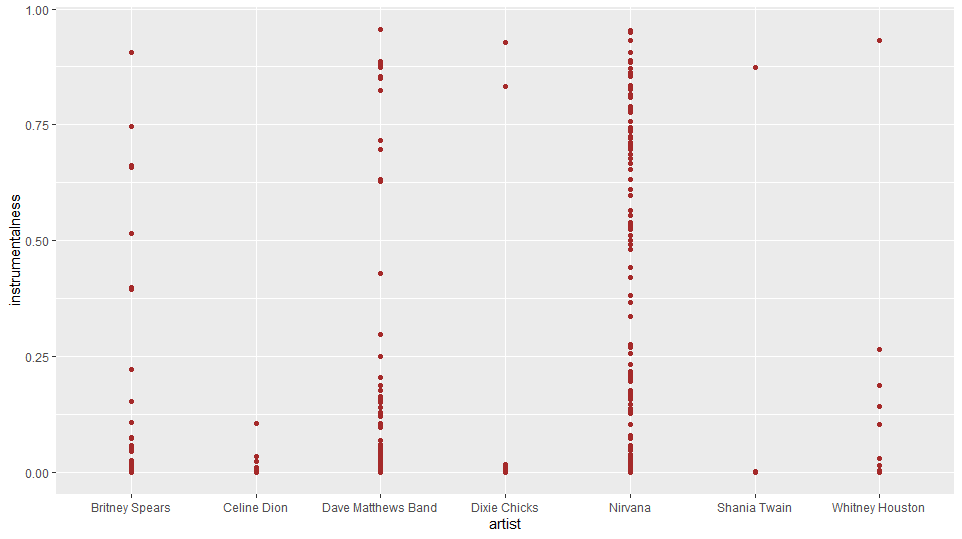 1.00
0.75
0.50
0.25
0.00
instrumentalness
Britney Spears Celine Dion Dave Matthews Band Dixie Chicks Nirvana Shania Twain Whitney Houston
artist